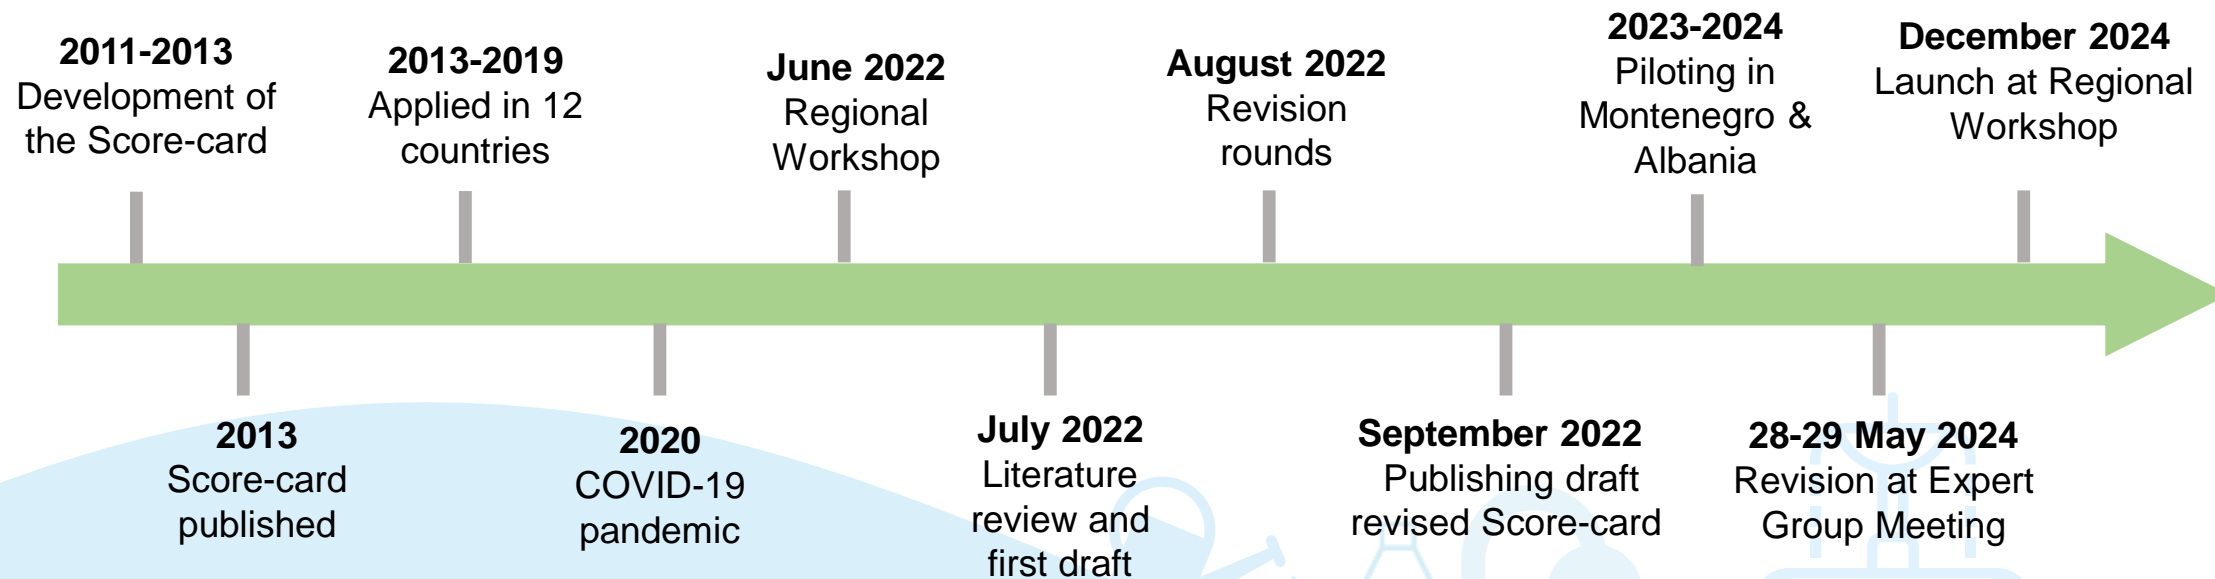 2011-2013
Development of
the Score-card
2013-2019
Applied in 12
countries
June 2022
Regional
Workshop
August 2022
Revision
rounds
2023-2024
Piloting in
Montenegro &
Albania
December 2024
Launch at Regional
Workshop
2013
Score-card
published
2020
COVID-19
pandemic
July 2022
Literature
review and
first draft
September 2022
Publishing draft
revised Score-card
28-29 May 2024
Revision at Expert
Group Meeting